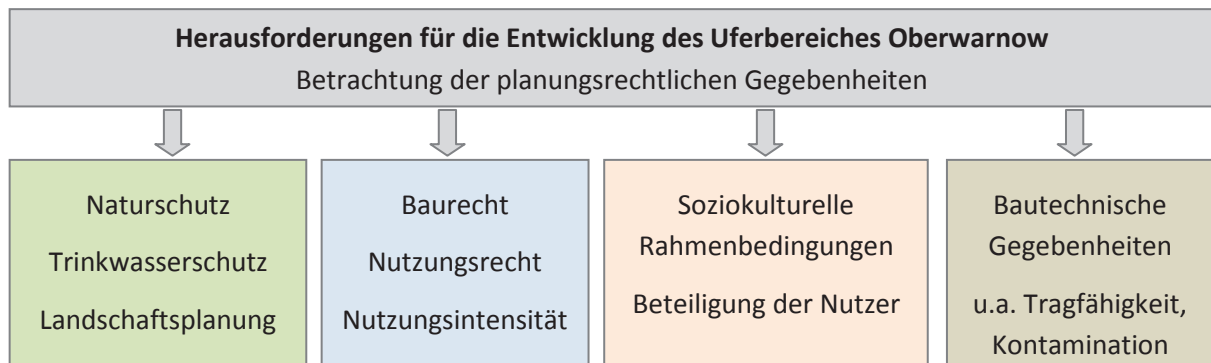 Herausforderungen für die Entwicklung des Uferbereiches Oberwarnow
Betrachtung der planungsrechtlichen Gegebenheiten
Naturschutz
Trinkwasserschutz
Landschaftsplanung
Baurecht
Nutzungsrecht
Nutzungsintensität
Soziokulturelle
Rahmenbedingungen
Beteiligung der Nutzer
Bautechnische
Gegebenheiten
u.a. Tragfähigkeit,
Kontamination